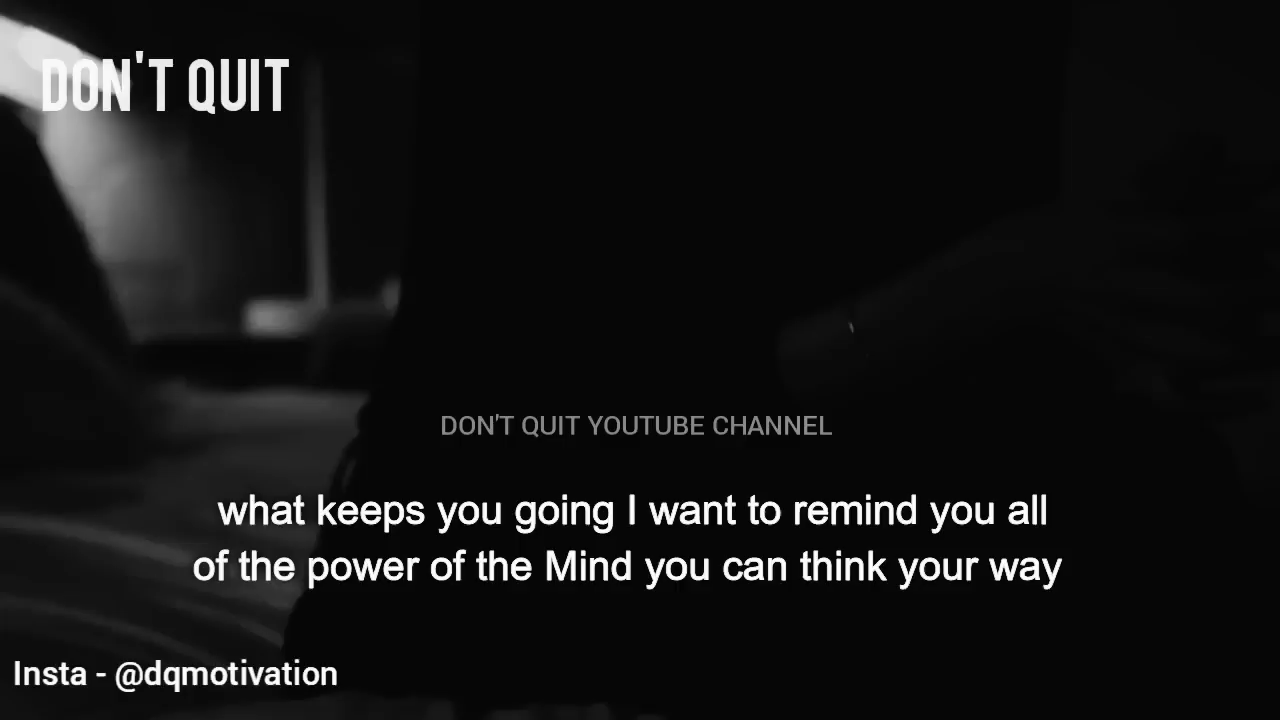 DON'T QUIT
DON'T QUIT YOUTUBE CHANNEL
what keeps you going I want to remind you all
of the power of the Mind you can think your way
Insta - @dqmotivation